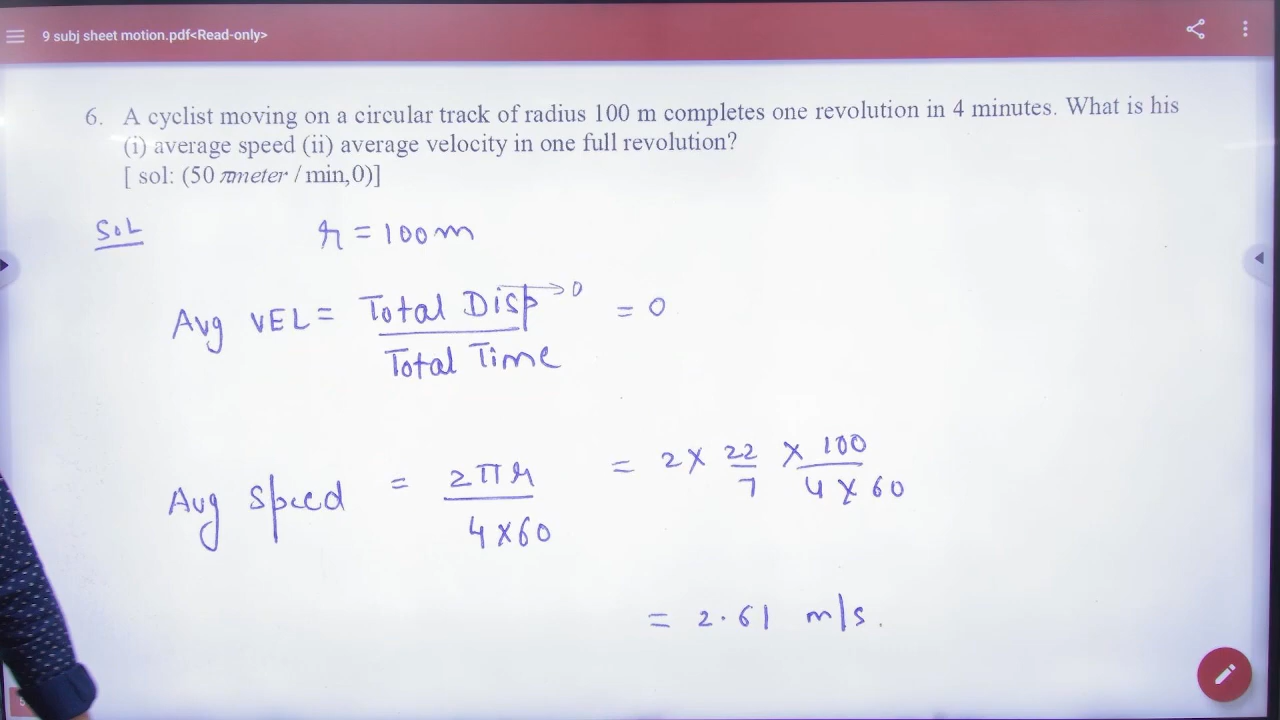 9 subj sheet motion.pdf<Read-only>
6. A cyclist moving on a circular track of radius 100 m completes one revolution in 4 minutes. What is his
(i) average speed (ii) average velocity in one full revolution?
[ sol: (50 πmeter / min,0)]
Sol
r = 100m
Avg VEL = Total Disp → 0 / Total Time = 0
Avg Speed = 2πr / 4×60 = 2 × 22/7 × 100 / 4 × 60
= 2.61 m/s.